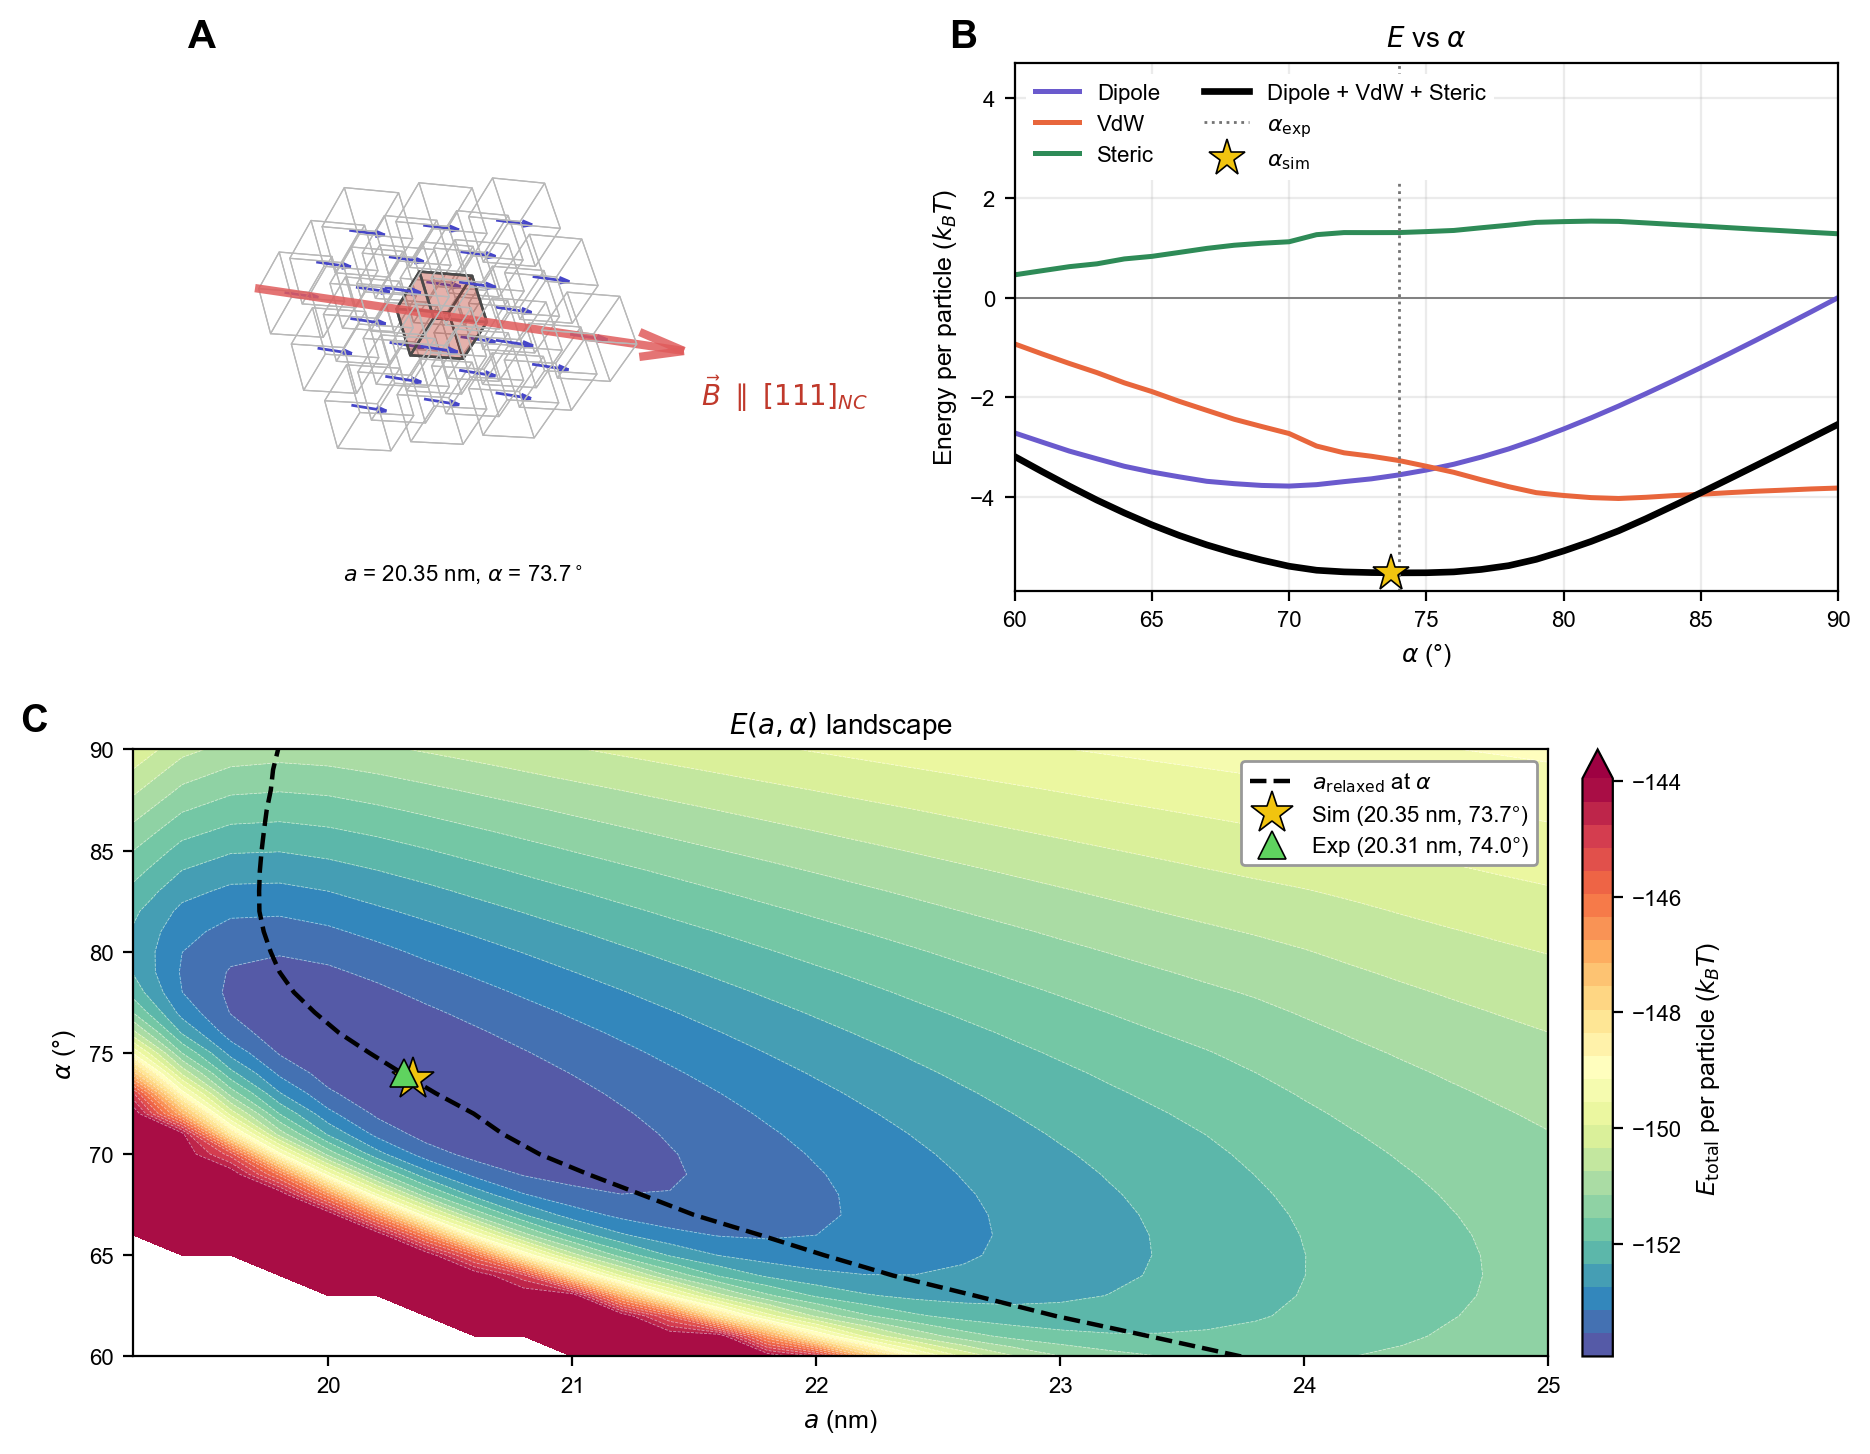 A
B⃗ ∥ [111]NC
a = 20.35 nm, α = 73.7°
B
E vs α
Dipole
VdW
Steric
Dipole + VdW + Steric
αexp
αsim
Energy per particle (kBT)
4
2
0
−2
−4
60
65
70
75
80
85
90
α (°)
C
E(a, α) landscape
arelaxed at α
Sim (20.35 nm, 73.7°)
Exp (20.31 nm, 74.0°)
α (°)
90
85
80
75
70
65
60
20
21
22
23
24
25
a (nm)
−144
−146
−148
−150
−152
Etotal per particle (kBT)